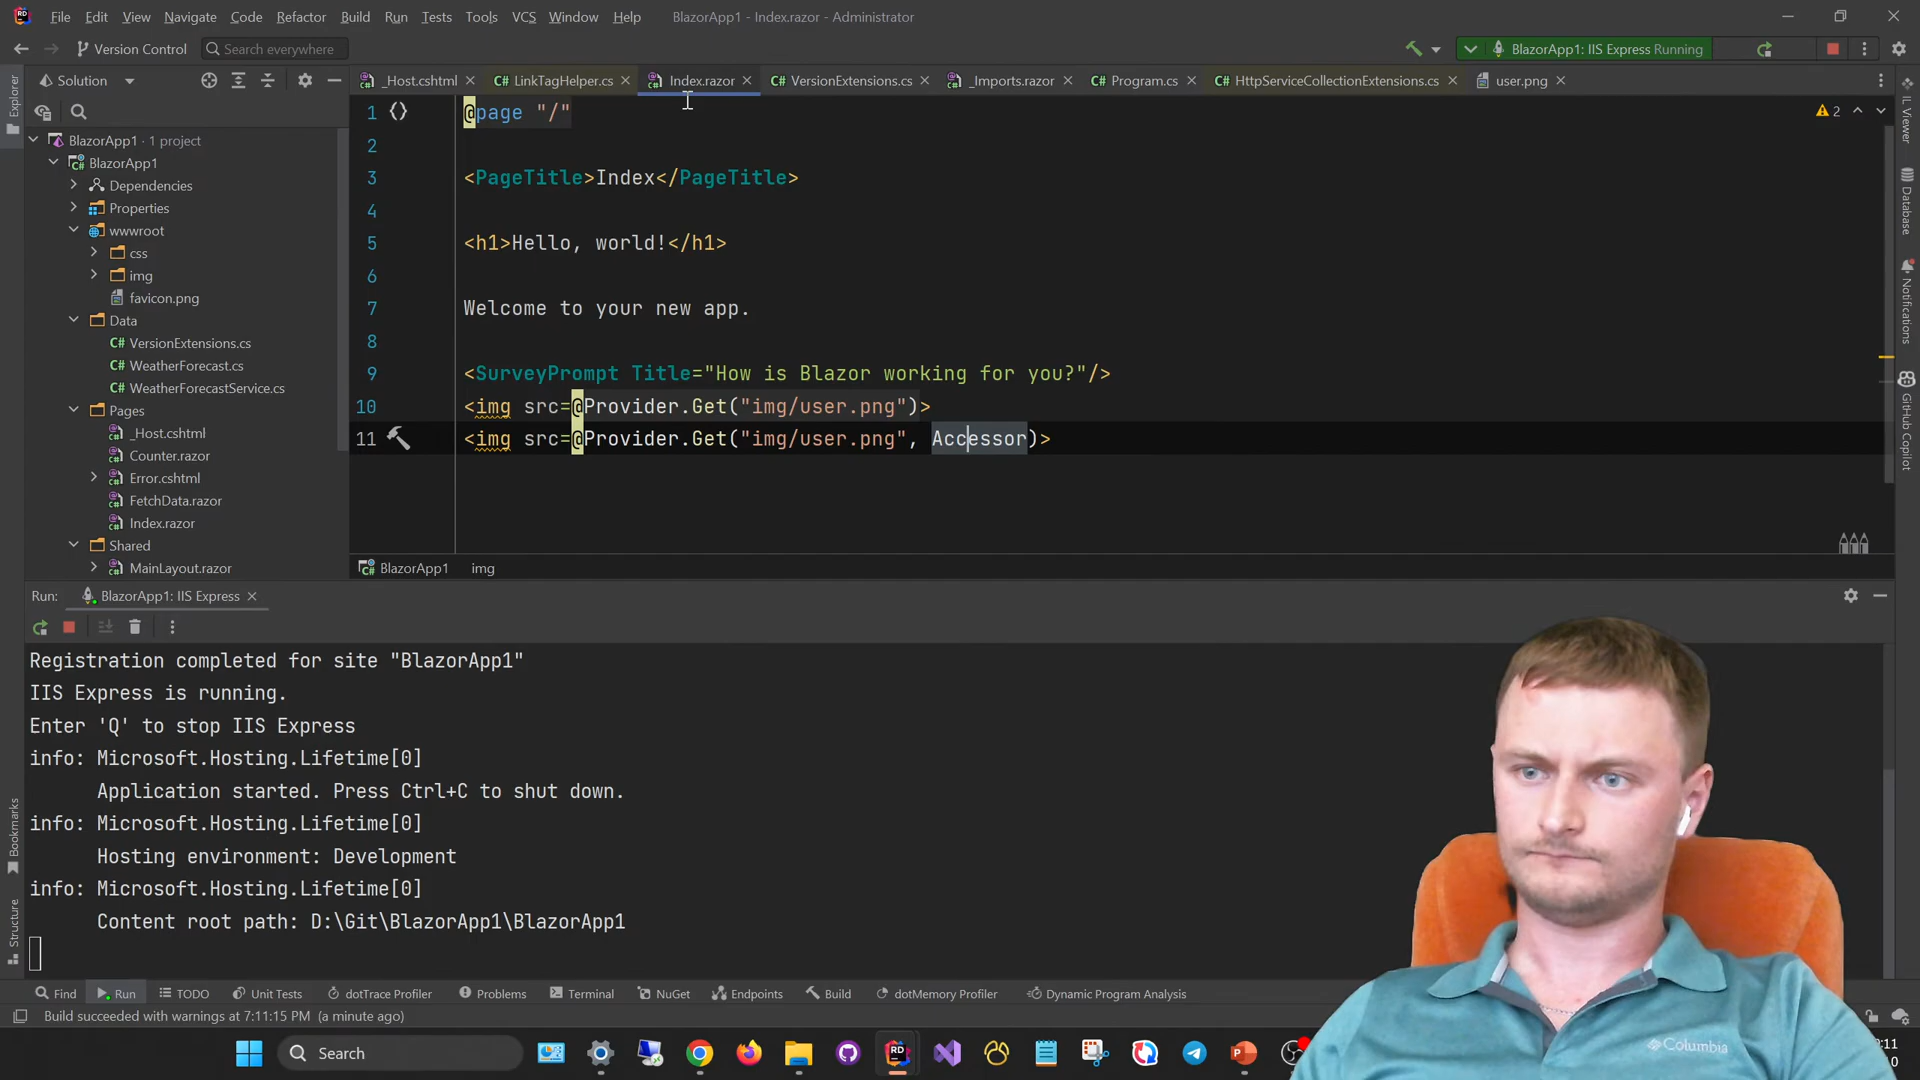 File Edit View Navigate Code Refactor Build Run Tests Tools VCS Window Help BlazorApp1 - Index.razor - Administrator
Version Control Search everywhere BlazorApp1: IIS Express Running
Solution _Host.cshtml LinkTagHelper.cs Index.razor VersionExtensions.cs _Imports.razor Program.cs HttpServiceCollectionExtensions.cs user.png
Explorer
BlazorApp1 · 1 project
BlazorApp1
Dependencies
Properties
wwwroot
css
img
favicon.png
Data
C# VersionExtensions.cs
C# WeatherForecast.cs
C# WeatherForecastService.cs
Pages
_Host.cshtml
Counter.razor
Error.cshtml
FetchData.razor
Index.razor
Shared
MainLayout.razor
1 @page "/"
2
3 <PageTitle>Index</PageTitle>
4
5 <h1>Hello, world!</h1>
6
7 Welcome to your new app.
8
9 <SurveyPrompt Title="How is Blazor working for you?"/>
10 <img src=@Provider.Get("img/user.png")>
11 <img src=@Provider.Get("img/user.png", Accessor)>
2
IL Viewer
Database
Notifications
GitHub Copilot
BlazorApp1 img
Run: BlazorApp1: IIS Express
Registration completed for site "BlazorApp1"
IIS Express is running.
Enter 'Q' to stop IIS Express
info: Microsoft.Hosting.Lifetime[0]
Application started. Press Ctrl+C to shut down.
info: Microsoft.Hosting.Lifetime[0]
Hosting environment: Development
info: Microsoft.Hosting.Lifetime[0]
Content root path: D:\Git\BlazorApp1\BlazorApp1
Bookmarks
Structure
Find Run TODO Unit Tests dotTrace Profiler Problems Terminal NuGet Endpoints Build dotMemory Profiler Dynamic Program Analysis
Build succeeded with warnings at 7:11:15 PM (a minute ago)
Search
Columbia